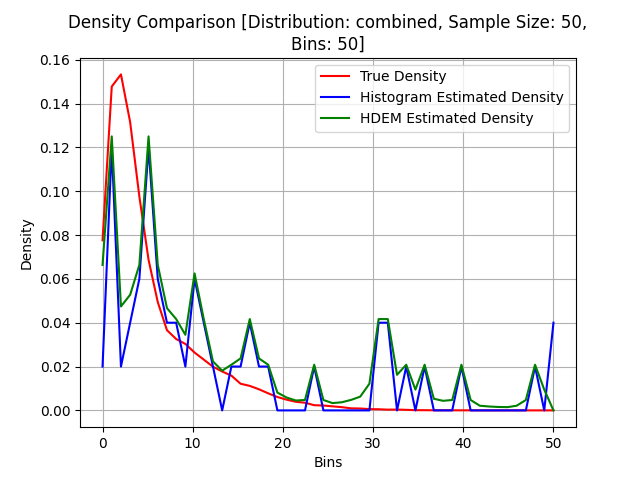 Density Comparison [Distribution: combined, Sample Size: 50,
Bins: 50]
True Density
Histogram Estimated Density
HDEM Estimated Density
Density
0.16
0.14
0.12
0.10
0.08
0.06
0.04
0.02
0.00
0 10 20 30 40 50
Bins